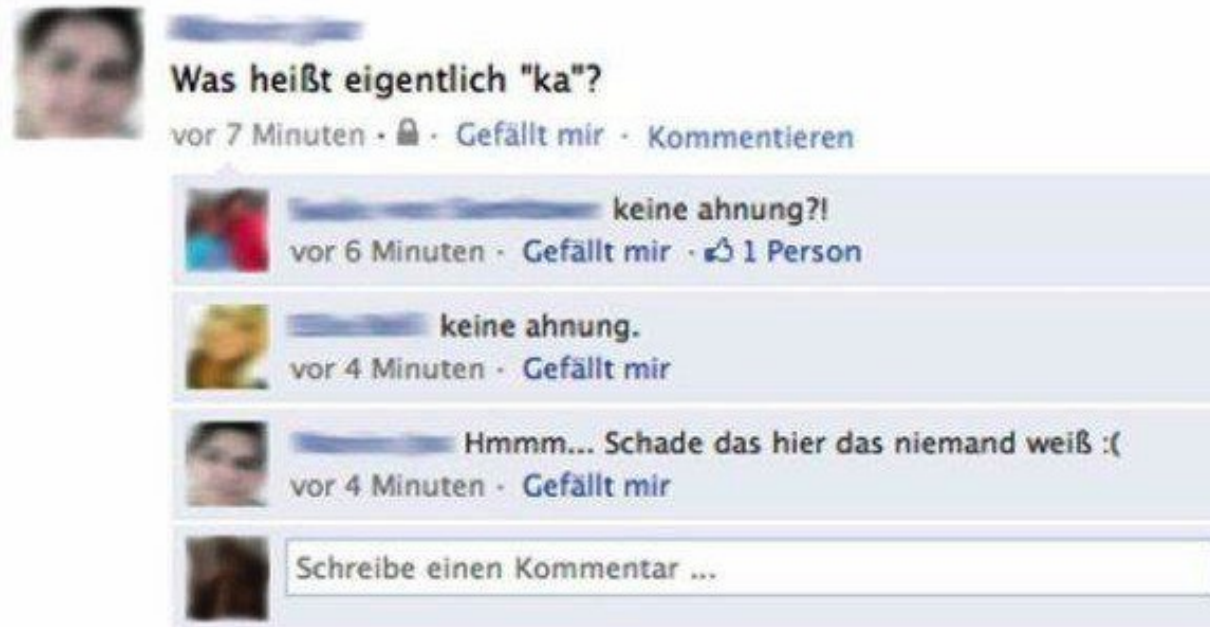 Was heißt eigentlich "ka"?
vor 7 Minuten · · Gefällt mir · Kommentieren
keine ahnung?!
vor 6 Minuten · Gefällt mir · 1 Person
keine ahnung.
vor 4 Minuten · Gefällt mir
Hmmm... Schade das hier das niemand weiß :(
vor 4 Minuten · Gefällt mir
Schreibe einen Kommentar ...